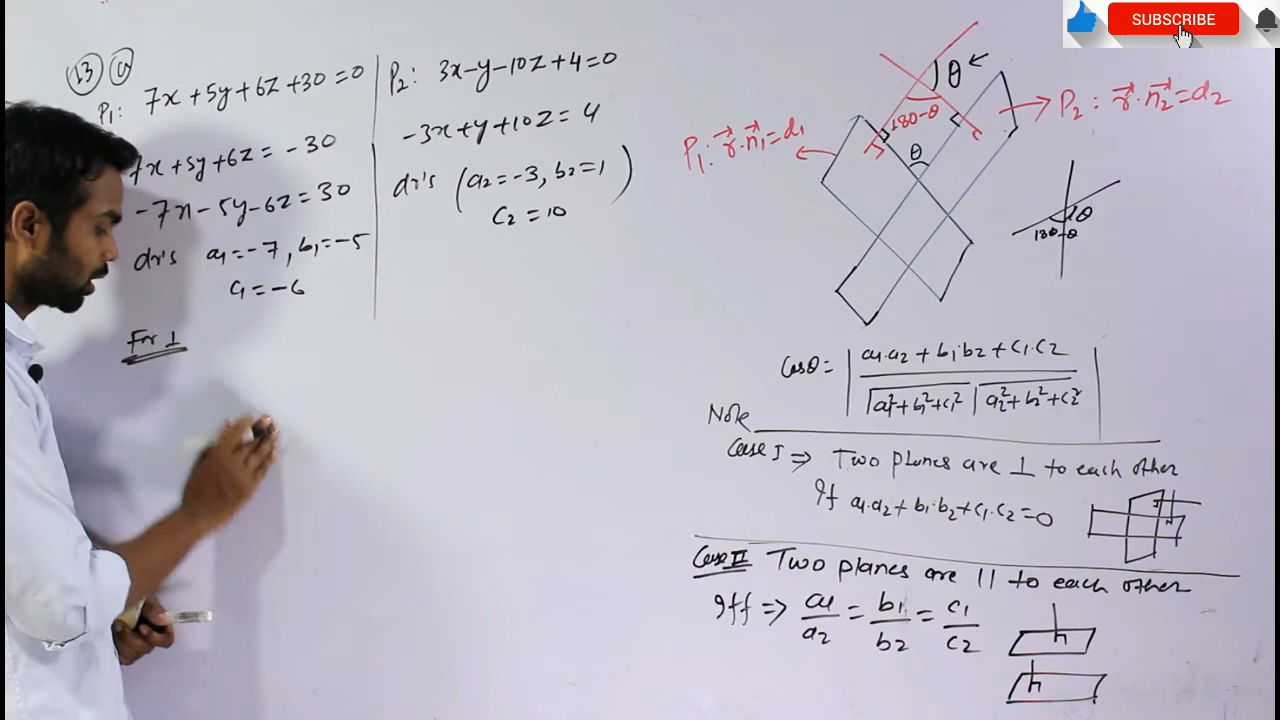 13 a
P1: 7x + 5y + 6z + 30 = 0
7x + 5y + 6z = -30
-7x - 5y - 6z = 30
dr's a1 = -7, b1 = -5
c1 = -6
For ⊥
P2: 3x - y - 10z + 4 = 0
-3x + y + 10z = 4
dr's (a2 = -3, b2 = 1)
c2 = 10
SUBSCRIBE
θ
180-θ
θ
P1: r⃗.n⃗1 = d1
P2: r⃗.n⃗2 = d2
θ
180-θ
Cosθ = | a1.a2 + b1.b2 + c1.c2 / √a1²+b1²+c1² √a2²+b2²+c2² |
Note
Case I ⇒ Two planes are ⊥ to each other
If a1.a2 + b1.b2 + c1.c2 = 0
Case II Two planes are || to each other
Iff ⇒ a1/a2 = b1/b2 = c1/c2